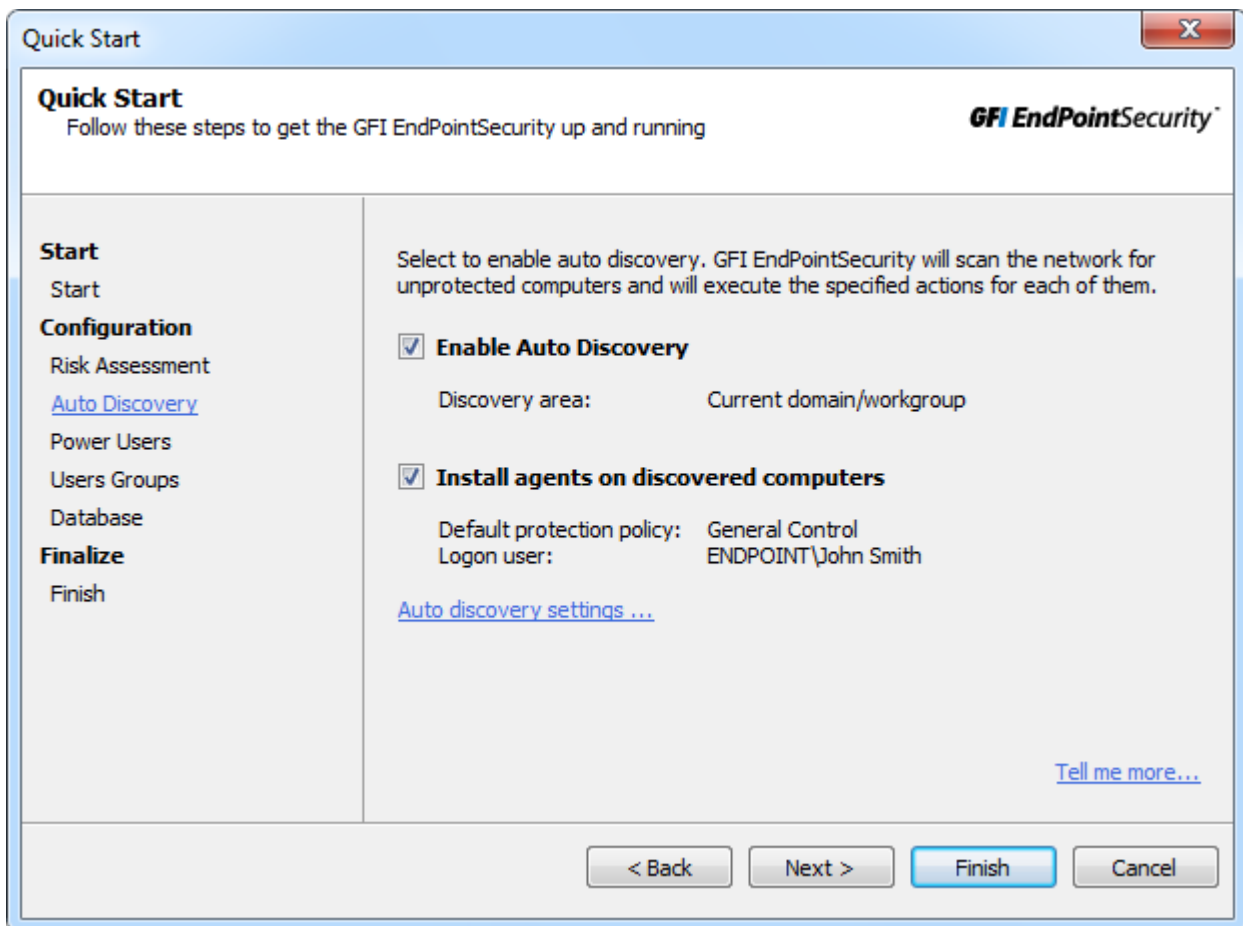 Quick Start
Quick Start
Follow these steps to get the GFI EndPointSecurity up and running
GFI EndPointSecurity™
Start
Start
Configuration
Risk Assessment
Auto Discovery
Power Users
Users Groups
Database
Finalize
Finish
Select to enable auto discovery. GFI EndPointSecurity will scan the network for
unprotected computers and will execute the specified actions for each of them.
Enable Auto Discovery
Discovery area: Current domain/workgroup
Install agents on discovered computers
Default protection policy: General Control
Logon user: ENDPOINT\John Smith
Auto discovery settings ...
Tell me more...
< Back Next > Finish Cancel